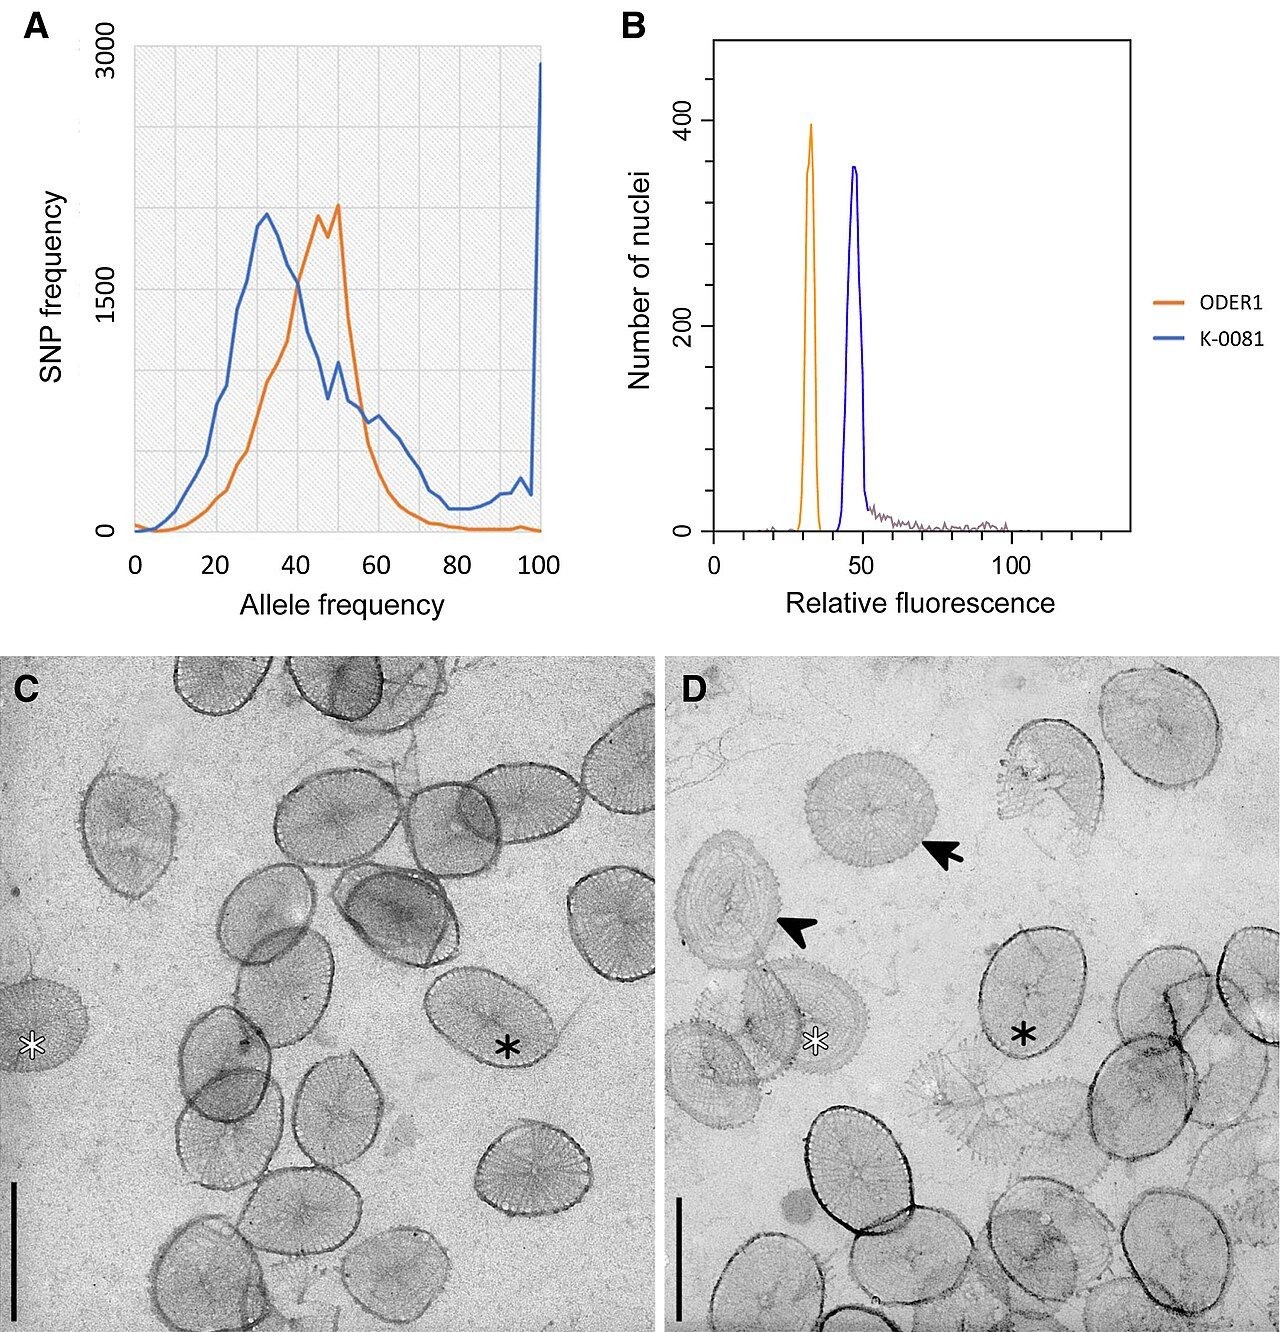 A
B
3000
1500
0
SNP frequency
0 20 40 60 80 100
Allele frequency
400
200
0
Number of nuclei
0 50 100
Relative fluorescence
ODER1
K-0081
C
D
*
*
*
*